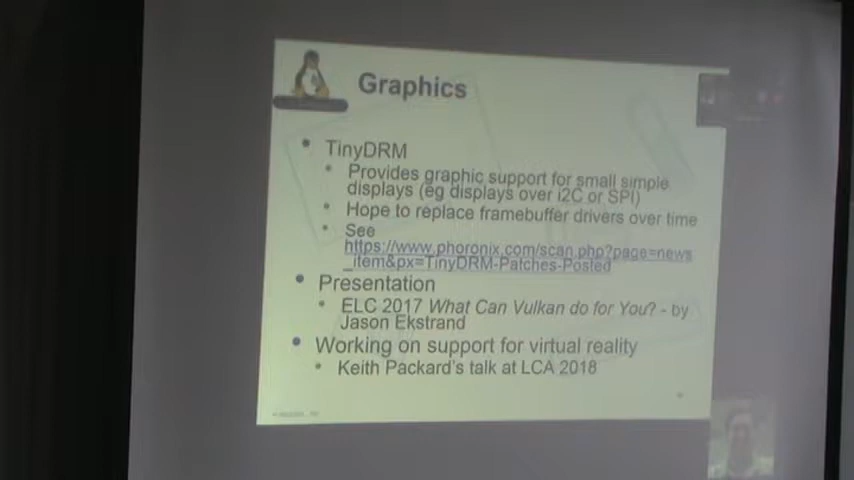 Graphics
• TinyDRM
• Provides graphic support for small simple
displays (eg displays over i2C or SPI)
• Hope to replace framebuffer drivers over time
• See
https://www.phoronix.com/scan.php?page=news
_item&px=TinyDRM-Patches-Posted
• Presentation
• ELC 2017 What Can Vulkan do for You? - by
Jason Ekstrand
• Working on support for virtual reality
• Keith Packard's talk at LCA 2018